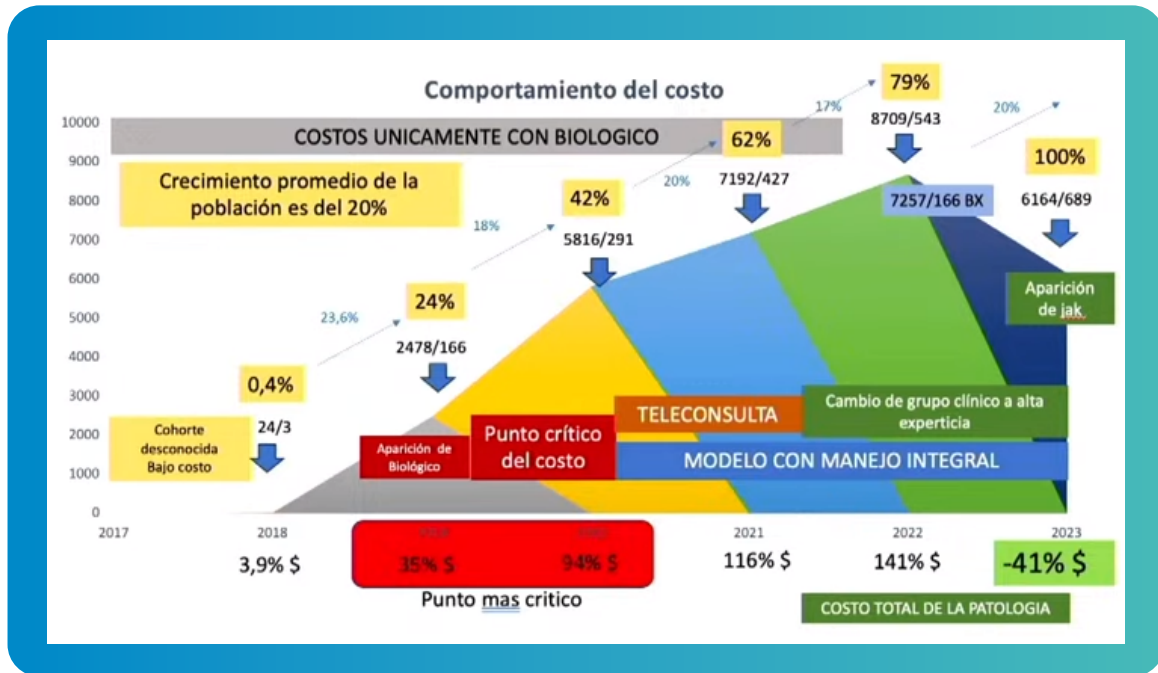 Comportamiento del costo
COSTOS UNICAMENTE CON BIOLOGICO
Crecimiento promedio de la
población es del 20%
10000
9000
8000
7000
6000
5000
4000
3000
2000
1000
0
0,4%
24/3
23,6%
24%
2478/166
18%
42%
5816/291
20%
62%
7192/427
17%
79%
8709/543
20%
100%
6164/689
7257/166 BX
Aparición
de jak
Cohorte
desconocida
Bajo costo
Aparición de
Biológico
Punto crítico
del costo
TELECONSULTA
Cambio de grupo clínico a alta
experticia
MODELO CON MANEJO INTEGRAL
2017
2018
2021
2022
2023
3,9% $
35% $
94% $
116% $
141% $
-41% $
Punto mas critico
COSTO TOTAL DE LA PATOLOGIA